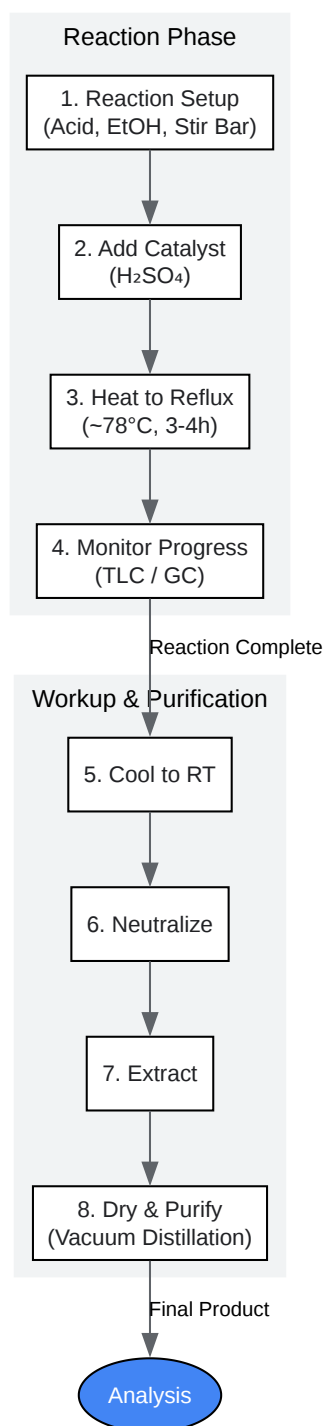 Reaction Phase
1. Reaction Setup
(Acid, EtOH, Stir Bar)
2. Add Catalyst
(H₂SO₄)
3. Heat to Reflux
(~78°C, 3-4h)
4. Monitor Progress
(TLC / GC)
Reaction Complete
Workup & Purification
5. Cool to RT
6. Neutralize
7. Extract
8. Dry & Purify
(Vacuum Distillation)
Final Product
Analysis